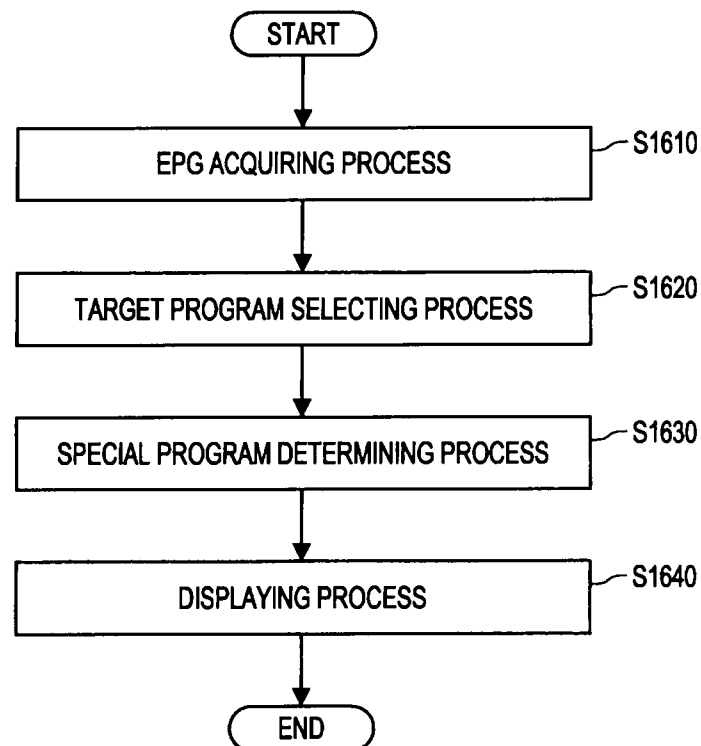 START
EPG ACQUIRING PROCESS
S1610
TARGET PROGRAM SELECTING PROCESS
S1620
SPECIAL PROGRAM DETERMINING PROCESS
S1630
DISPLAYING PROCESS
S1640
END